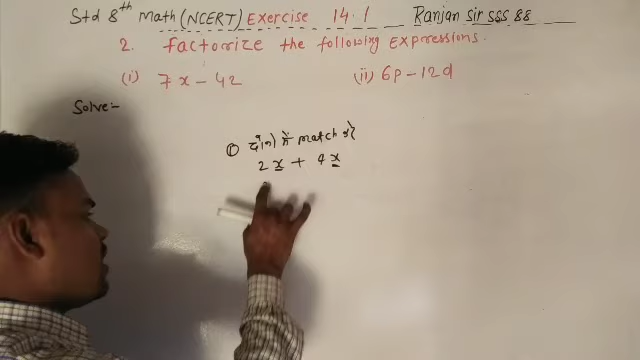 Std 8th Math (NCERT) Exercise 14.1 Ranjan sir SSS 88
2. Factorize the following Expressions.
(i) 7x - 42 (ii) 6p - 12q
Solve:-
① दोनों में match करे
2x + 4x